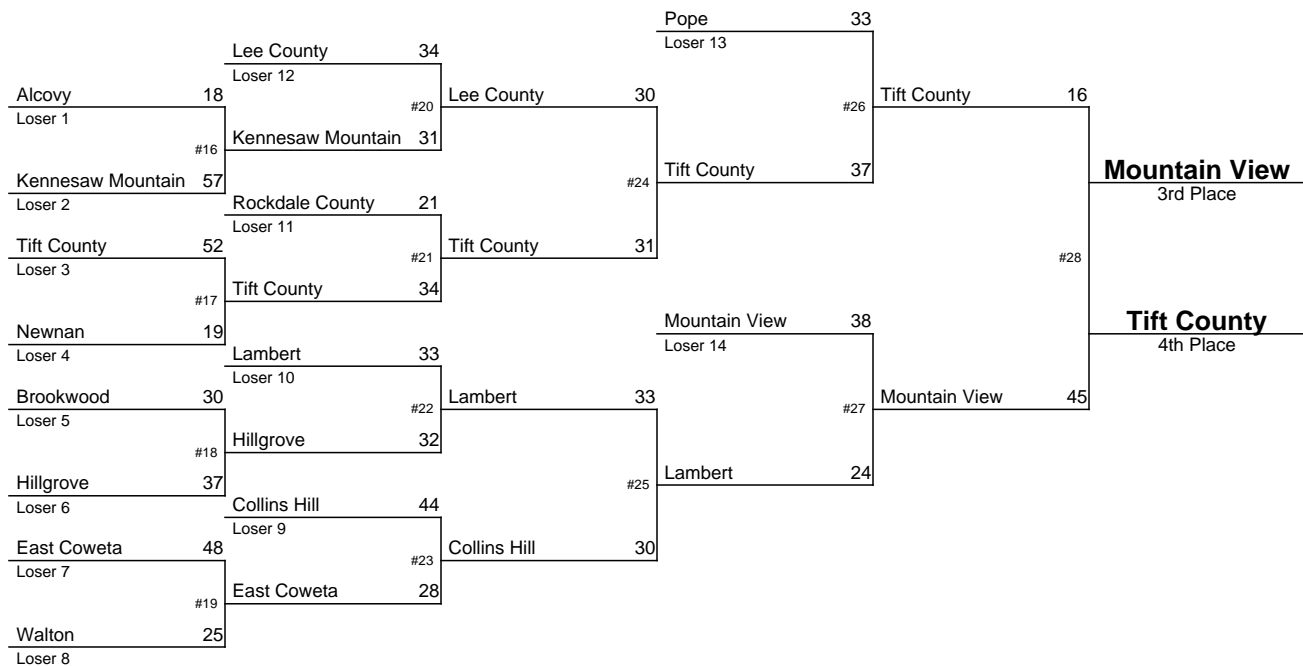 Pope 33
Loser 13
Lee County 34
Loser 12
Alcovy 18
Loser 1
#20
Lee County 30
#26
Tift County 16
Kennesaw Mountain 31
#16
Kennesaw Mountain 57
Loser 2
#24
Tift County 37
Mountain View
3rd Place
Rockdale County 21
Loser 11
Tift County 52
Loser 3
#21
Tift County 31
#28
#17
Tift County 34
Newnan 19
Loser 4
Mountain View 38
Loser 14
Tift County
4th Place
Lambert 33
Loser 10
Brookwood 30
Loser 5
#22
Lambert 33
#27
Mountain View 45
#18
Hillgrove 32
Hillgrove 37
Loser 6
#25
Lambert 24
Collins Hill 44
Loser 9
East Coweta 48
Loser 7
#23
Collins Hill 30
#19
East Coweta 28
Walton 25
Loser 8